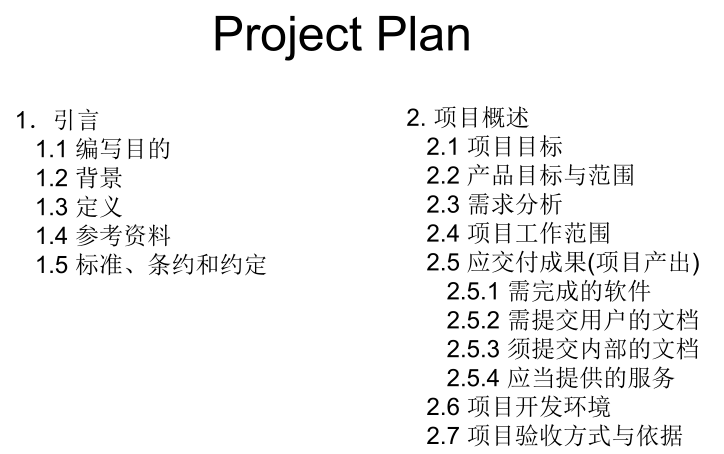 Project Plan
1. 引言
1.1 编写目的
1.2 背景
1.3 定义
1.4 参考资料
1.5 标准、条约和约定
2. 项目概述
2.1 项目目标
2.2 产品目标与范围
2.3 需求分析
2.4 项目工作范围
2.5 应交付成果(项目产出)
2.5.1 需完成的软件
2.5.2 需提交用户的文档
2.5.3 须提交内部的文档
2.5.4 应当提供的服务
2.6 项目开发环境
2.7 项目验收方式与依据